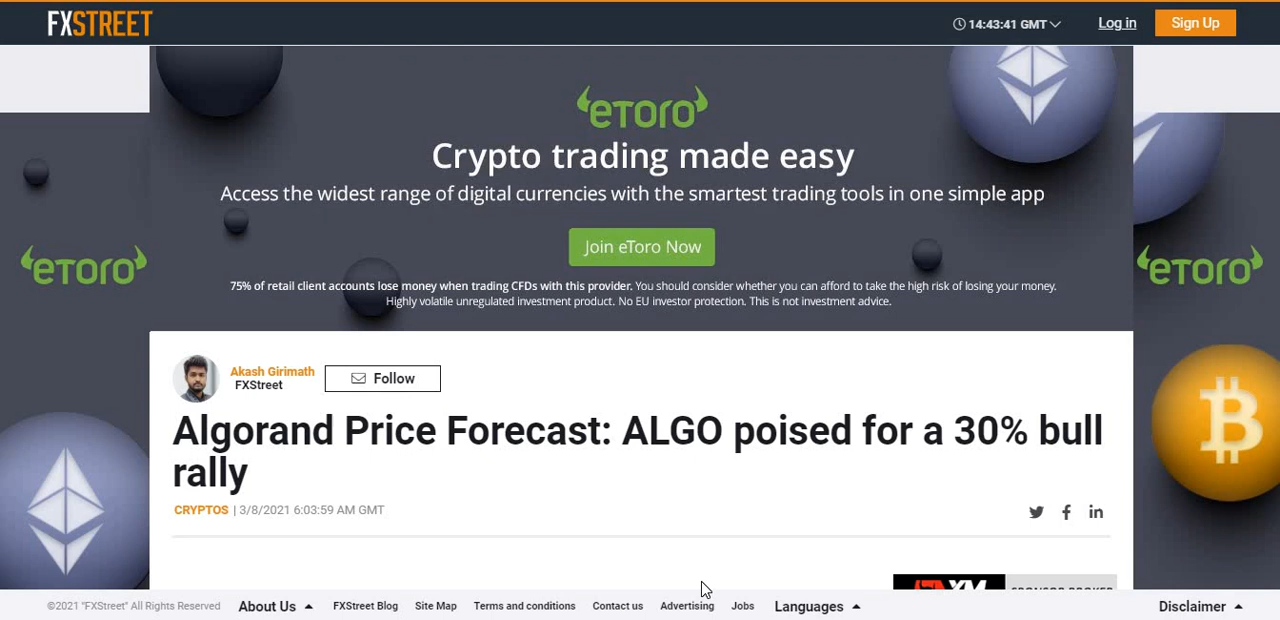 FXSTREET
14:43:41 GMT
Log in
Sign Up
eToro
Crypto trading made easy
Access the widest range of digital currencies with the smartest trading tools in one simple app
Join eToro Now
75% of retail client accounts lose money when trading CFDs with this provider. You should consider whether you can afford to take the high risk of losing your money.
Highly volatile unregulated investment product. No EU investor protection. This is not investment advice.
eToro
eToro
Akash Girimath
FXStreet
Follow
Algorand Price Forecast: ALGO poised for a 30% bull
rally
CRYPTOS | 3/8/2021 6:03:59 AM GMT
©2021 "FXStreet" All Rights Reserved
About Us
FXStreet Blog
Site Map
Terms and conditions
Contact us
Advertising
Jobs
Languages
Disclaimer